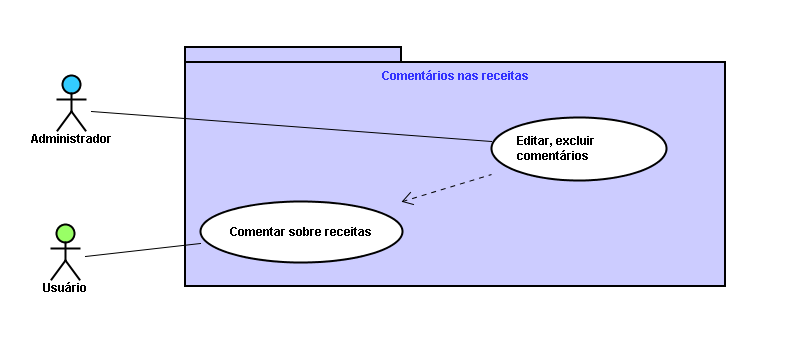 Comentários nas receitas
Administrador
Editar, excluir
comentários
Comentar sobre receitas
Usuário